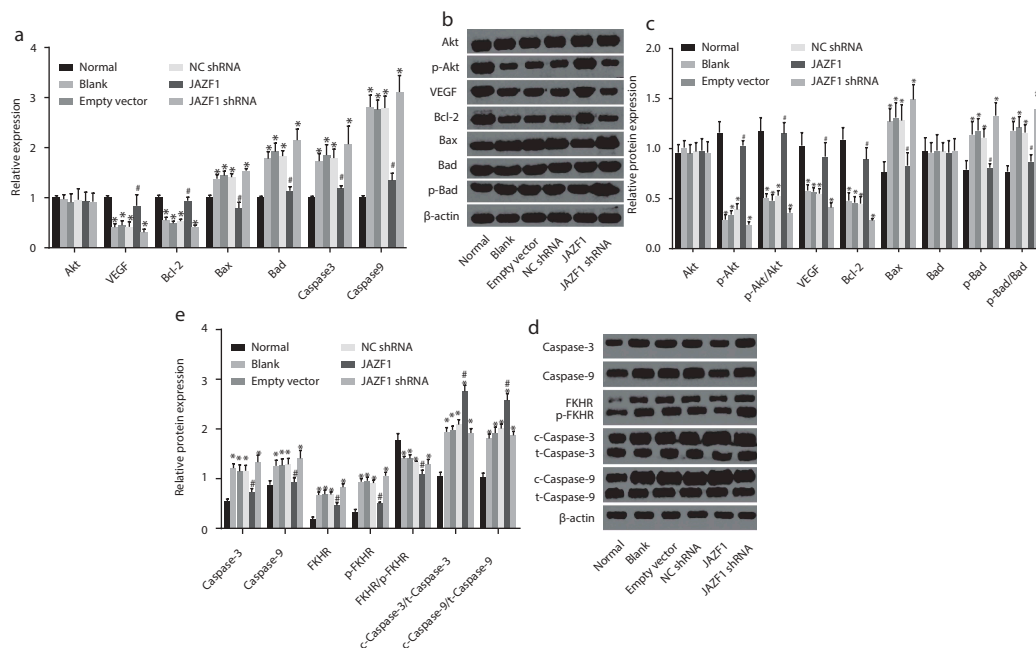 a
Relative expression
4
3
2
1
0
Normal
Blank
Empty vector
NC shRNA
JAZF1
JAZF1 shRNA
* * * # *
* * * # *
* * * # *
* * * # *
* * * # *
* * * # *
Akt
VEGF
Bcl-2
Bax
Bad
Caspase3
Caspase9
b
Akt
p-Akt
VEGF
Bcl-2
Bax
Bad
p-Bad
β-actin
Normal
Blank
Empty vector
NC shRNA
JAZF1
JAZF1 shRNA
c
Relative protein expression
2.0
1.5
1.0
0.5
0.0
Normal
Blank
Empty vector
NC shRNA
JAZF1
JAZF1 shRNA
Akt
p-Akt
p-Akt/Akt
VEGF
Bcl-2
Bax
Bad
p-Bad
p-Bad/Bad
e
Relative protein expression
4
3
2
1
0
Normal
Blank
Empty vector
NC shRNA
JAZF1
JAZF1 shRNA
Caspase-3
Caspase-9
FKHR
p-FKHR
FKHR/p-FKHR
c-Caspase-3/t-Caspase-3
c-Caspase-9/t-Caspase-9
d
Caspase-3
Caspase-9
FKHR
p-FKHR
c-Caspase-3
t-Caspase-3
c-Caspase-9
t-Caspase-9
β-actin
Normal
Blank
Empty vector
NC shRNA
JAZF1
JAZF1 shRNA